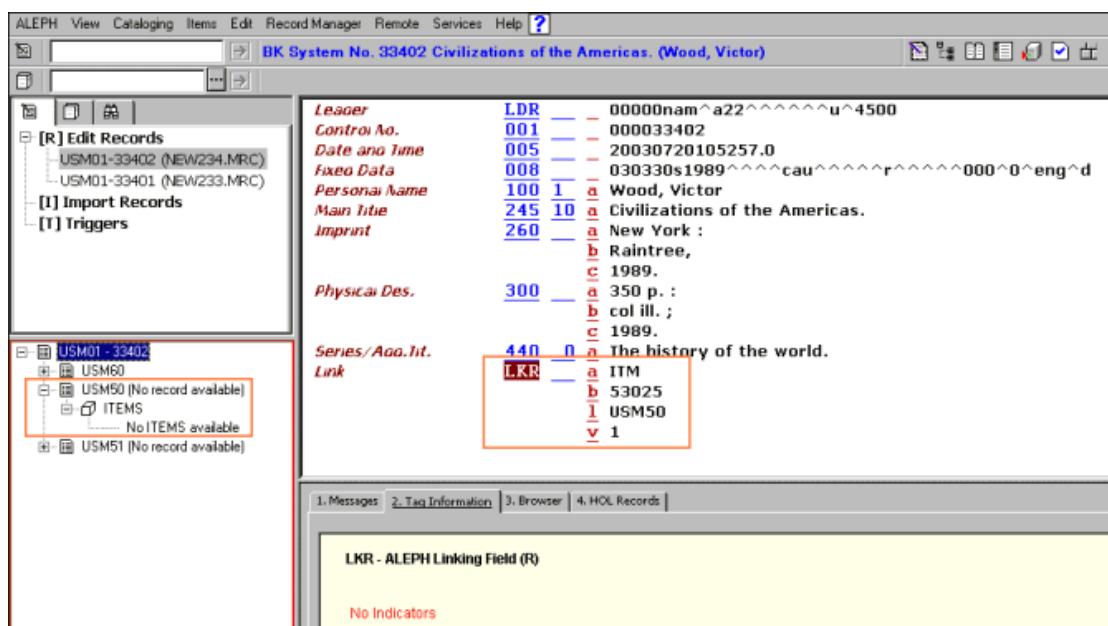 ALEPH View Cataloging Items Edit Record Manager Remote Services Help ?
BK System No. 33402 Civilizations of the Americas. (Wood, Victor)
...
[R] Edit Records
USM01-33402 (NEW234.MRC)
USM01-33401 (NEW233.MRC)
[I] Import Records
[T] Triggers
USM01 - 33402
USM60
USM50 (No record available)
ITEMS
No ITEMS available
USM51 (No record available)
Leader LDR 00000nam^a22^^^^^^u^4500
Control No. 001 000033402
Date and Time 005 20030720105257.0
Fixed Data 008 030330s1989^^^^cau^^^^^r^^^^^000^0^eng^d
Personal Name 100 1 a Wood, Victor
Main Title 245 10 a Civilizations of the Americas.
Imprint 260 a New York :
b Raintree,
c 1989.
Physical Des. 300 a 350 p. :
b col ill. ;
c 1989.
Series/Add.Tit. 440 0 a The history of the world.
Link LKR a ITM
b 53025
l USM50
v 1
1. Messages 2. Tag Information 3. Browser 4. HOL Records
LKR - ALEPH Linking Field (R)
No Indicators